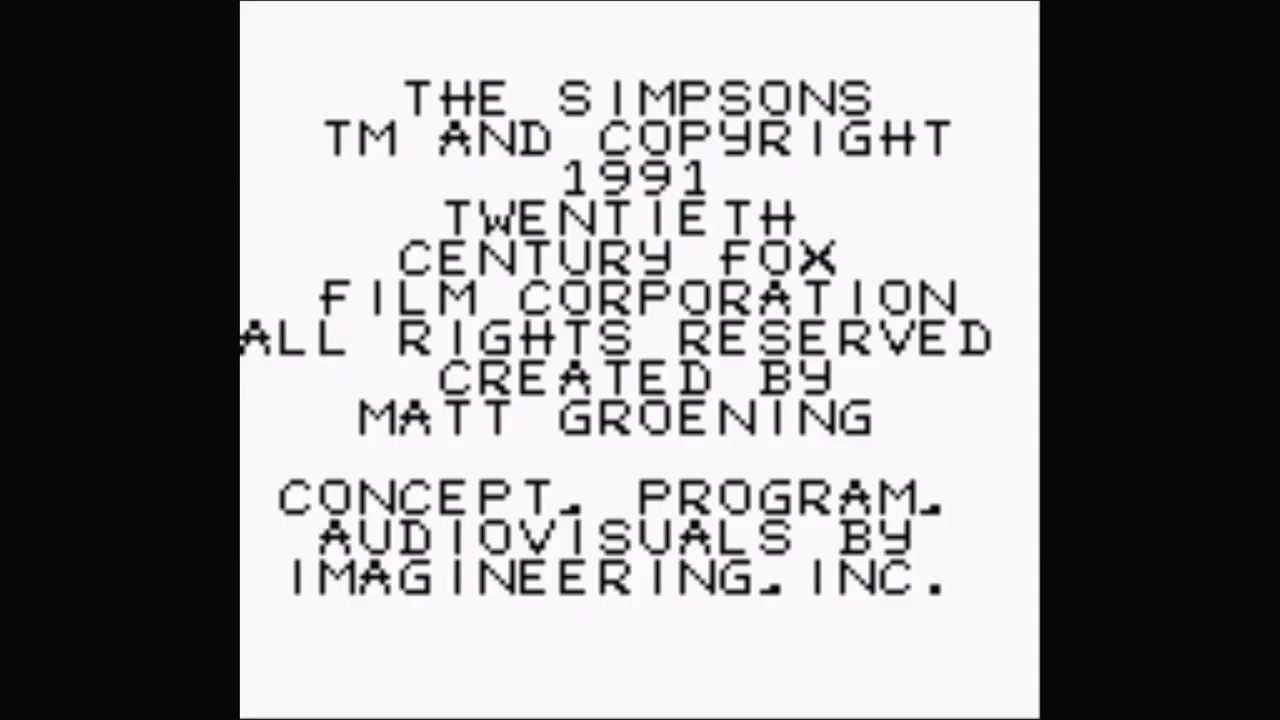 THE SIMPSONS
TM AND COPYRIGHT
1991
TWENTIETH
CENTURY FOX
FILM CORPORATION
ALL RIGHTS RESERVED
CREATED BY
MATT GROENING
CONCEPT, PROGRAM,
AUDIOVISUALS BY
IMAGINEERING,INC.